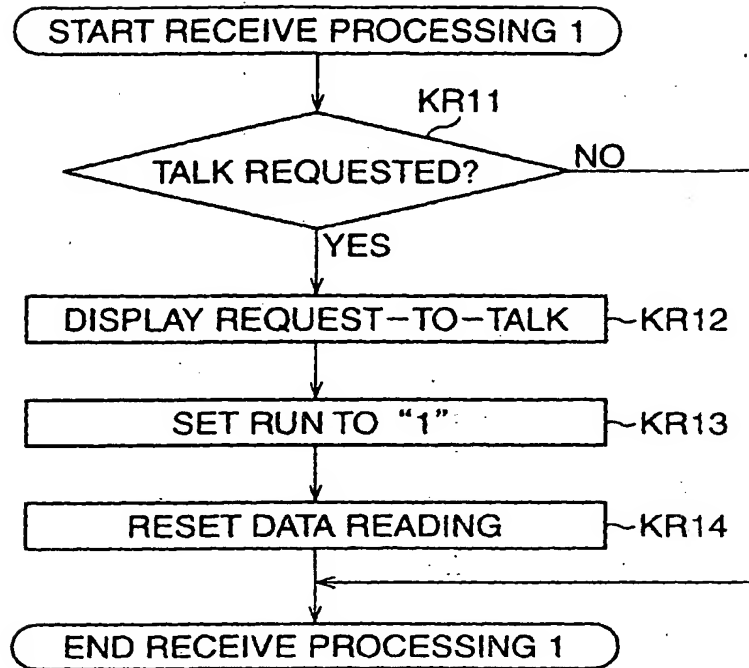 START RECEIVE PROCESSING 1
KR11
TALK REQUESTED?
NO
YES
DISPLAY REQUEST-TO-TALK
KR12
SET RUN TO "1"
KR13
RESET DATA READING
KR14
END RECEIVE PROCESSING 1